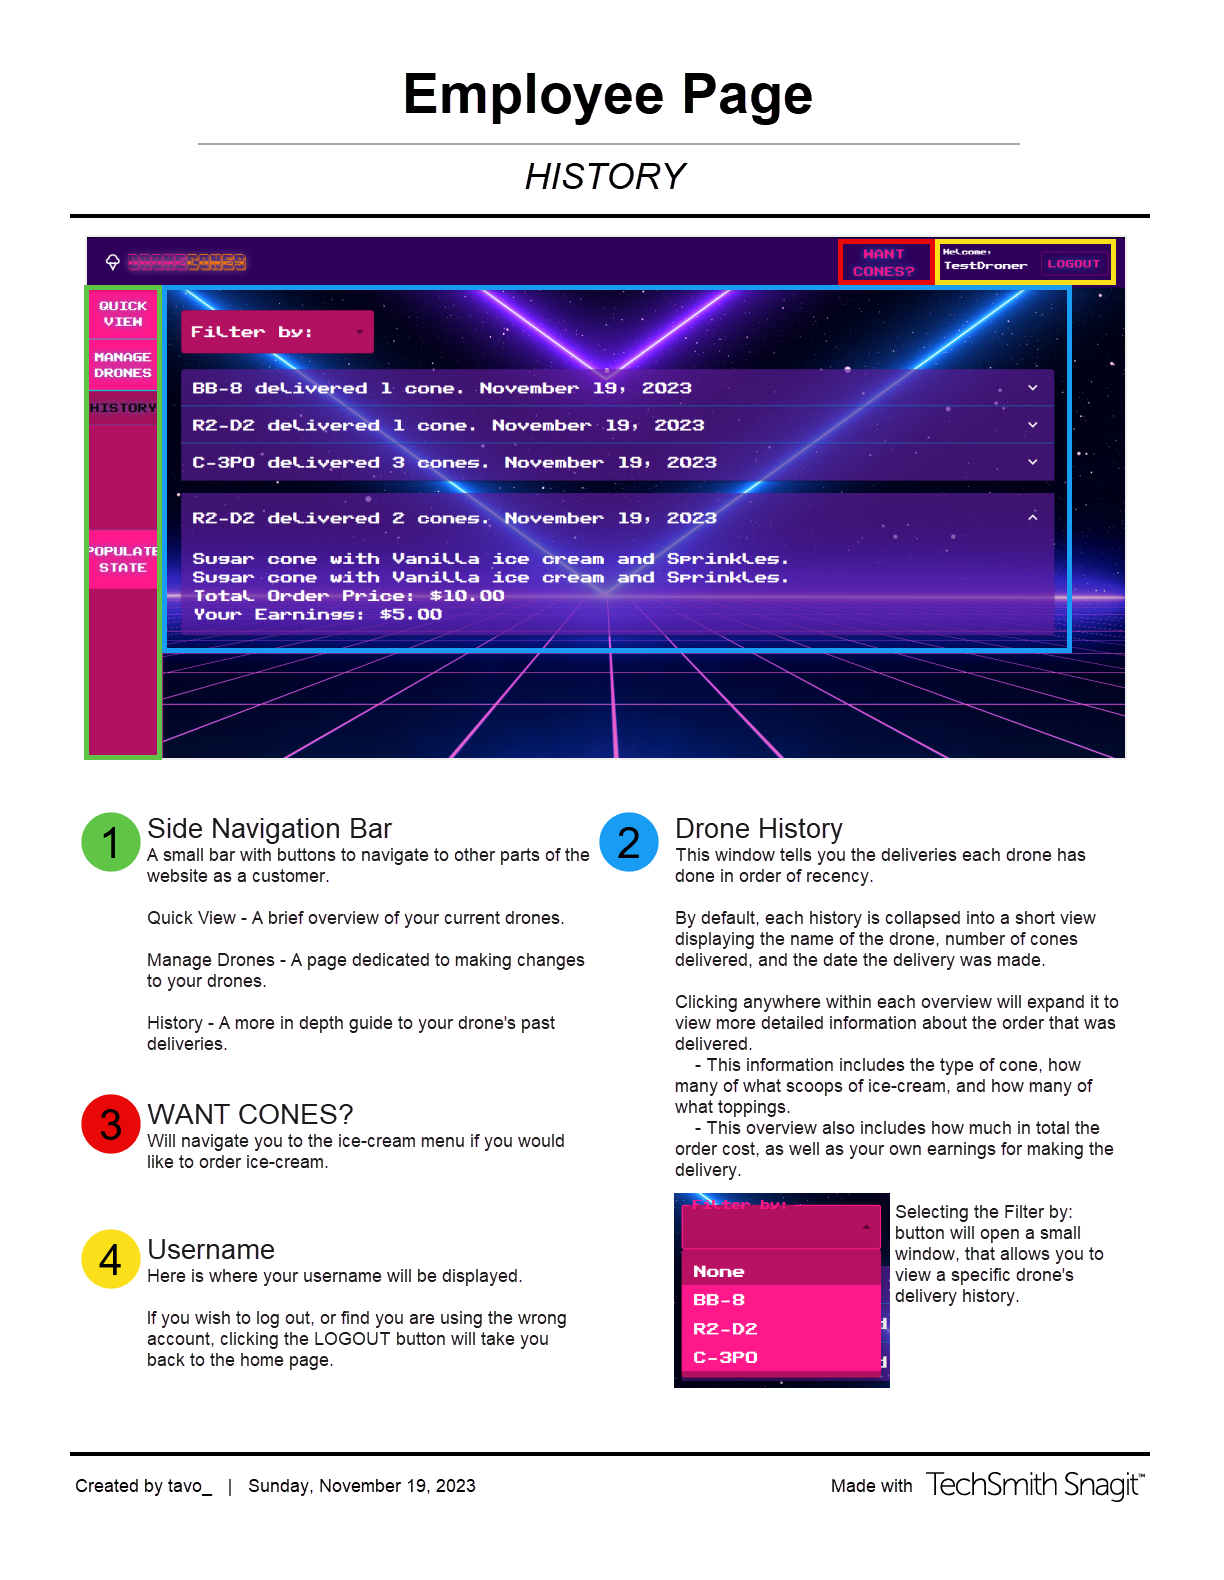 Employee Page
HISTORY
DRONECONES
WANT
CONES?
Welcome,
TestDroner
LOGOUT
QUICK
VIEW
MANAGE
DRONES
HISTORY
POPULATE
STATE
Filter by:
BB-8 delivered 1 cone. November 19, 2023
R2-D2 delivered 1 cone. November 19, 2023
C-3PO delivered 3 cones. November 19, 2023
R2-D2 delivered 2 cones. November 19, 2023
Sugar cone with Vanilla ice cream and Sprinkles.
Sugar cone with Vanilla ice cream and Sprinkles.
Total Order Price: $10.00
Your Earnings: $5.00
1
Side Navigation Bar
A small bar with buttons to navigate to other parts of the
website as a customer.
Quick View - A brief overview of your current drones.
Manage Drones - A page dedicated to making changes
to your drones.
History - A more in depth guide to your drone's past
deliveries.
2
Drone History
This window tells you the deliveries each drone has
done in order of recency.
By default, each history is collapsed into a short view
displaying the name of the drone, number of cones
delivered, and the date the delivery was made.
Clicking anywhere within each overview will expand it to
view more detailed information about the order that was
delivered.
- This information includes the type of cone, how
many of what scoops of ice-cream, and how many of
what toppings.
- This overview also includes how much in total the
order cost, as well as your own earnings for making the
delivery.
Filter by:
None
BB-8
R2-D2
C-3PO
d
d
Selecting the Filter by:
button will open a small
window, that allows you to
view a specific drone's
delivery history.
3
WANT CONES?
Will navigate you to the ice-cream menu if you would
like to order ice-cream.
4
Username
Here is where your username will be displayed.
If you wish to log out, or find you are using the wrong
account, clicking the LOGOUT button will take you
back to the home page.
Created by tavo_ | Sunday, November 19, 2023
Made with TechSmith Snagit™